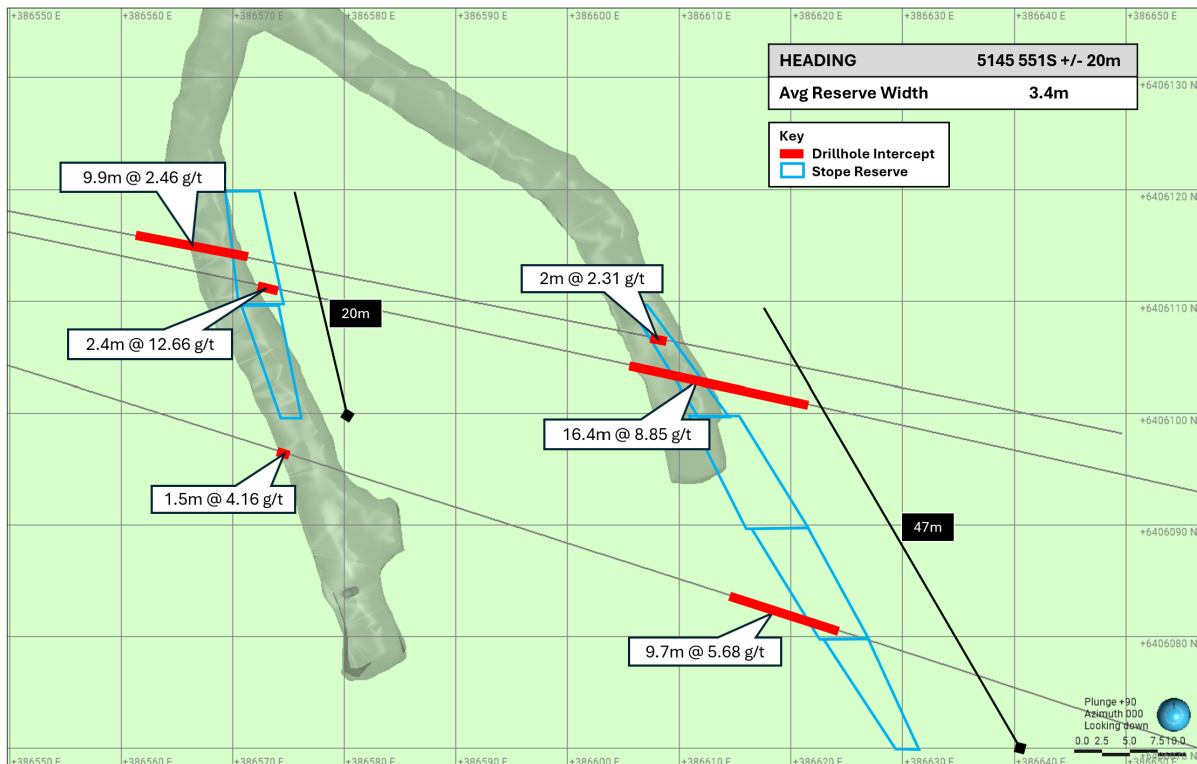 +386550 E
+386560 E
+386570 E
+386580 E
+386590 E
+386600 E
+386610 E
+386620 E
+386630 E
+386640 E
+386650 E
HEADING 5145 551S +/- 20m
Avg Reserve Width 3.4m
+6406130 N
Key
Drillhole Intercept
Stope Reserve
9.9m @ 2.46 g/t
+6406120 N
2m @ 2.31 g/t
20m
+6406110 N
2.4m @ 12.66 g/t
+6406100 N
16.4m @ 8.85 g/t
1.5m @ 4.16 g/t
47m
+6406090 N
9.7m @ 5.68 g/t
+6406080 N
Plunge +90
Azimuth 000
Looking down
0.0 2.5 5.0 7.5 10.0
+6406070 N
+386550 E
+386560 E
+386570 E
+386580 E
+386590 E
+386600 E
+386610 E
+386620 E
+386630 E
+386640 E
+386650 E